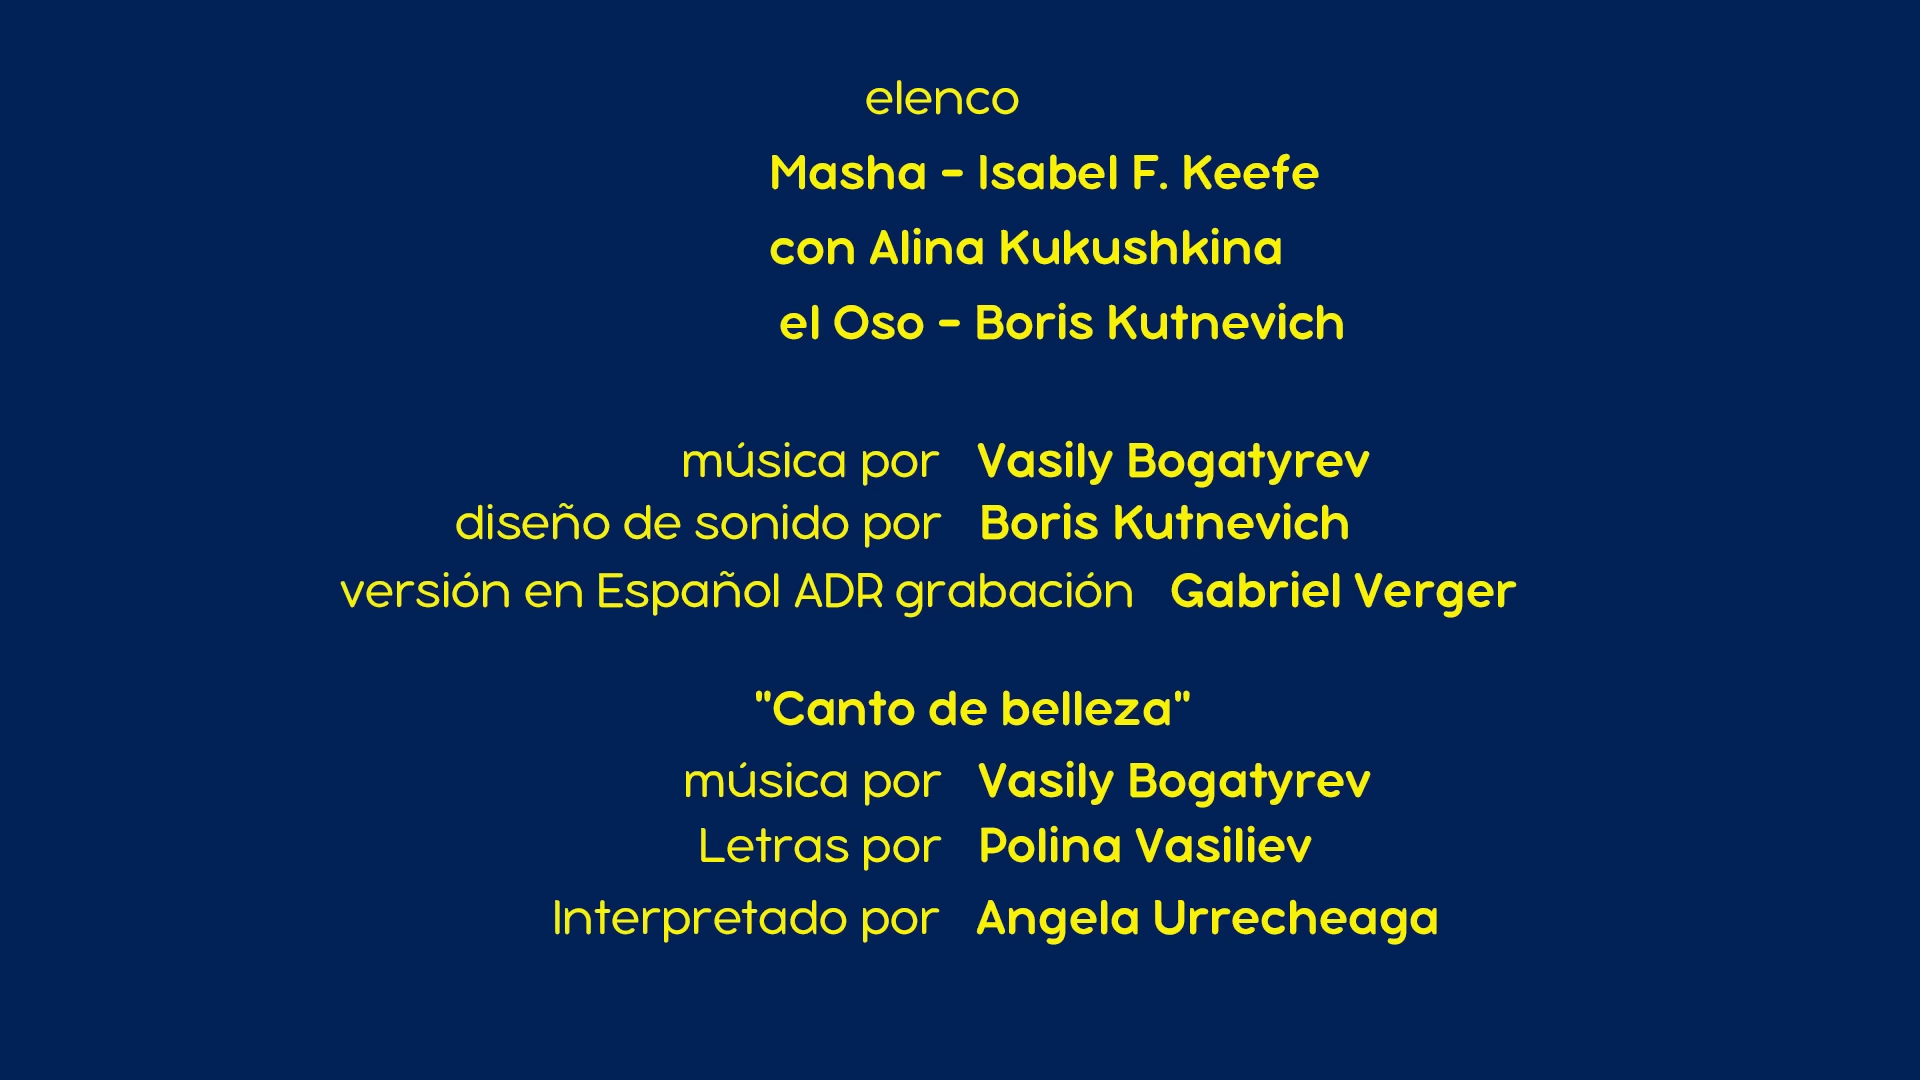 elenco
Masha - Isabel F. Keefe
con Alina Kukushkina
el Oso - Boris Kutnevich
música por Vasily Bogatyrev
diseño de sonido por Boris Kutnevich
versión en Español ADR grabación Gabriel Verger
"Canto de belleza"
música por Vasily Bogatyrev
Letras por Polina Vasiliev
Interpretado por Angela Urrecheaga